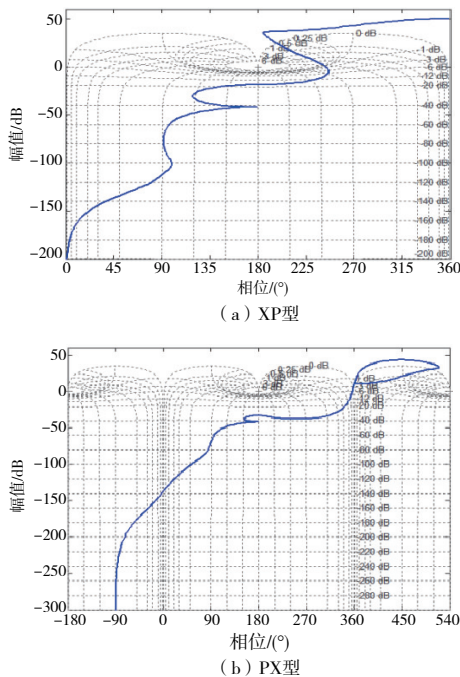 50
0.25 dB
0 dB
0.5 dB
-1 dB
-1 dB
3 dB
0
6 dB
-6 dB
-12 dB
-20 dB
-40 dB
-50
-60 dB
-80 dB
幅值/dB
-100
-100 dB
-120 dB
-140 dB
-150
-160 dB
-180 dB
-200
-200 dB
0
45
90
135
180
225
270
315
360
相位/(°)
(a) XP型
50
0.25 dB
0 dB
0
-50
40 dB
60 dB
80 dB
幅值/dB
-100
-100 dB
-120 dB
-150
-140 dB
-160 dB
-180 dB
-200
-200 dB
-220 dB
-250
-240 dB
-260 dB
-280 dB
-300
-180
-90
0
90
180
270
360
450
540
相位/(°)
(b) PX型